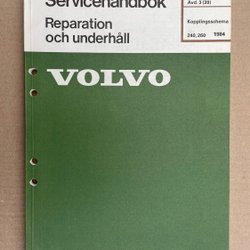 Servicehandbok
Reparation
och underhåll
Avd. 3 (39)
Kopplingsschema
240, 260 1984
VOLVO